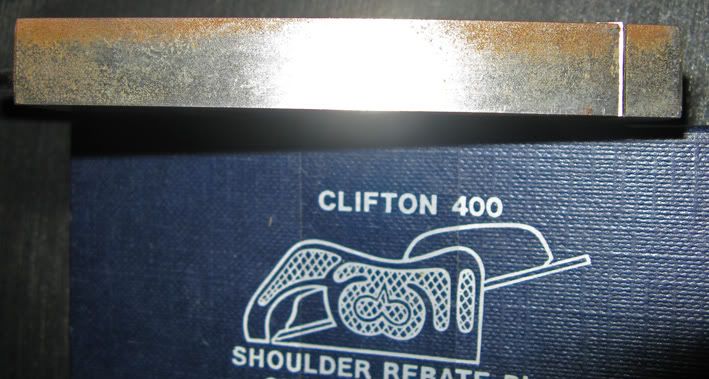 CLIFTON 400
SHOULDER REBATE